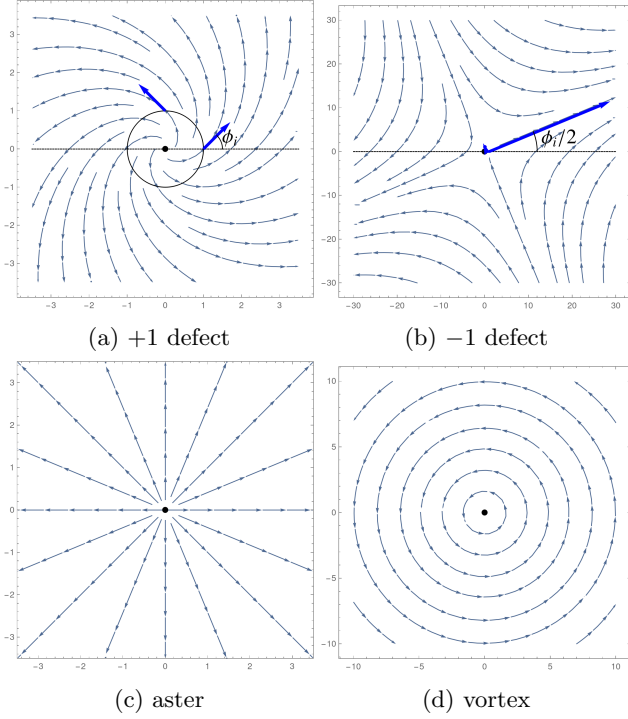 3
2
1
0
−1
−2
−3
ϕᵢ
−3 −2 −1 0 1 2 3
(a) +1 defect
30
20
10
0
−10
−20
−30
ϕᵢ/2
−30 −20 −10 0 10 20 30
(b) −1 defect
3
2
1
0
−1
−2
−3
−3 −2 −1 0 1 2 3
(c) aster
10
5
0
−5
−10
−10 −5 0 5 10
(d) vortex